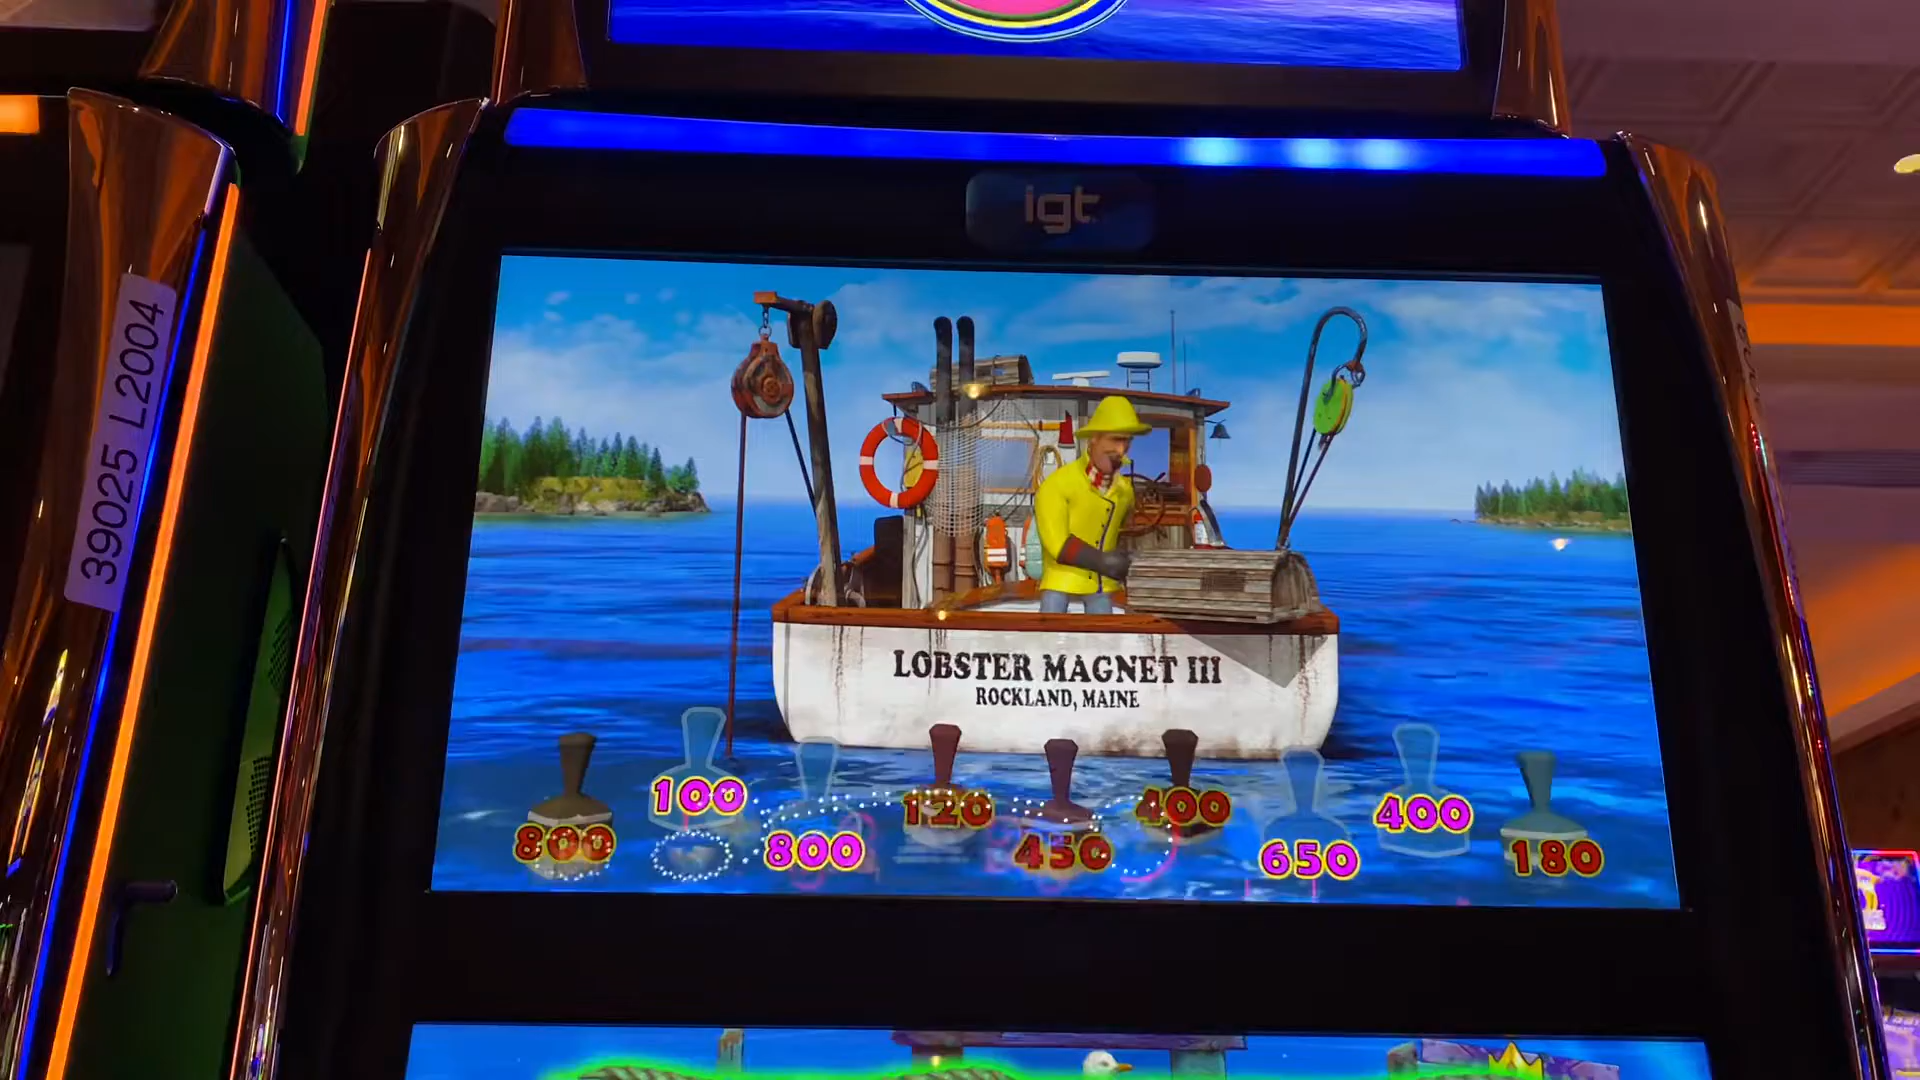 igt
39025 L2004
LOBSTER MAGNET III
ROCKLAND, MAINE
800
100
800
120
450
400
650
400
180